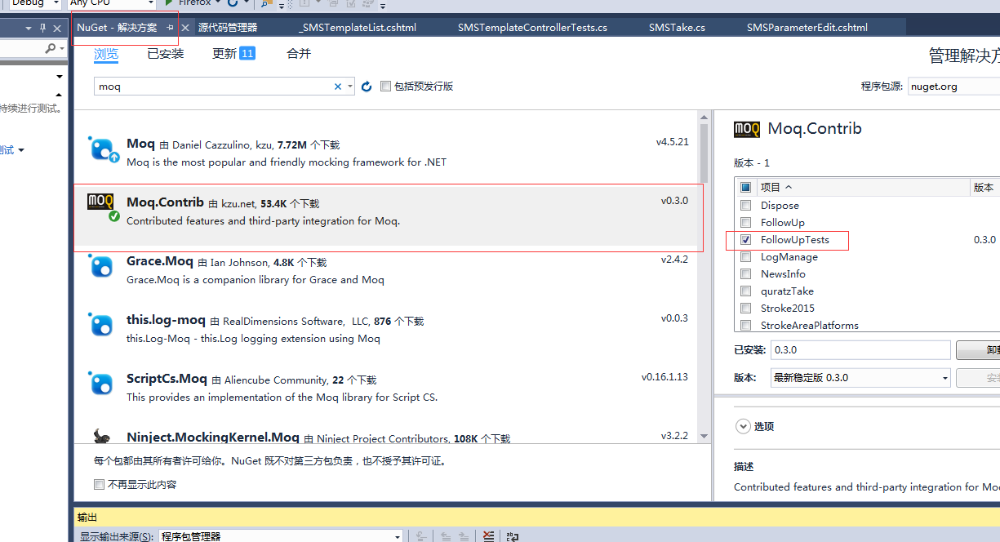 Debug Any CPU Firefox
NuGet - 解决方案 源代码管理器 _SMSTemplateList.cshtml SMSTemplateControllerTests.cs SMSTake.cs SMSParameterEdit.cshtml
浏览 已安装 更新 11 合并
管理解决方
moq
包括预发行版
程序包源: nuget.org
持续进行测试。
测试
Moq 由 Daniel Cazzulino, kzu, 7.72M 个下载 v4.5.21
Moq is the most popular and friendly mocking framework for .NET
Moq.Contrib 由 kzu.net, 53.4K 个下载 v0.3.0
Contributed features and third-party integration for Moq.
Grace.Moq 由 Ian Johnson, 4.8K 个下载 v2.4.2
Grace.Moq is a companion library for Grace and Moq
this.log-moq 由 RealDimensions Software, LLC, 876 个下载 v0.0.3
this.Log-Moq - this.Log logging extension using Moq
ScriptCs.Moq 由 Aliencube Community, 22 个下载 v0.16.1.13
This provides an implementation of the Moq library for Script CS.
Ninject.MockingKernel.Moq 由 Ninject Project Contributors, 108K 个下载 v3.2.2
每个包都由其所有者许可给你。NuGet 既不对第三方包负责，也不授予其许可证。
不再显示此内容
moq Moq.Contrib
版本 - 1
项目 版本
Dispose
FollowUp
FollowUpTests 0.3.0
LogManage
NewsInfo
quratzTake
Stroke2015
StrokeAreaPlatforms
已安装: 0.3.0 卸载
版本: 最新稳定版 0.3.0 安
选项
描述
Contributed features and third-party integration for Moq
输出
显示输出来源(S): 程序包管理器